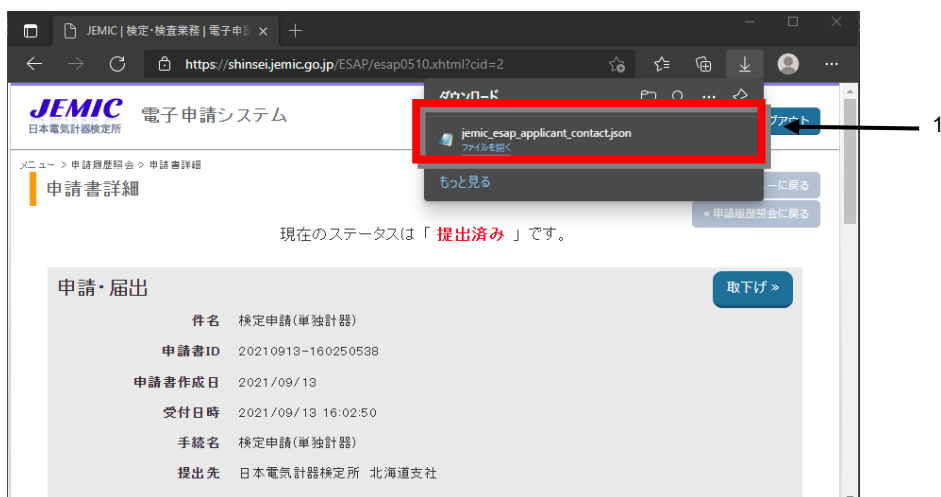 JEMIC | 検定・検査業務 | 電子申請
https://shinsei.jemic.go.jp/ESAP/esap0510.xhtml?cid=2
JEMIC
日本電気計器検定所
電子申請システム
ダウンロード
jemic_esap_applicant_contact.json
ファイルを開く
もっと見る
1
メニュー > 申請履歴照会 > 申請書詳細
申請書詳細
ーに戻る
« 申請履歴照会に戻る
現在のステータスは「 提出済み 」です。
申請・届出
取下げ »
件名 検定申請(単独計器)
申請書ID 20210913-160250538
申請書作成日 2021/09/13
受付日時 2021/09/13 16:02:50
手続名 検定申請(単独計器)
提出先 日本電気計器検定所 北海道支社